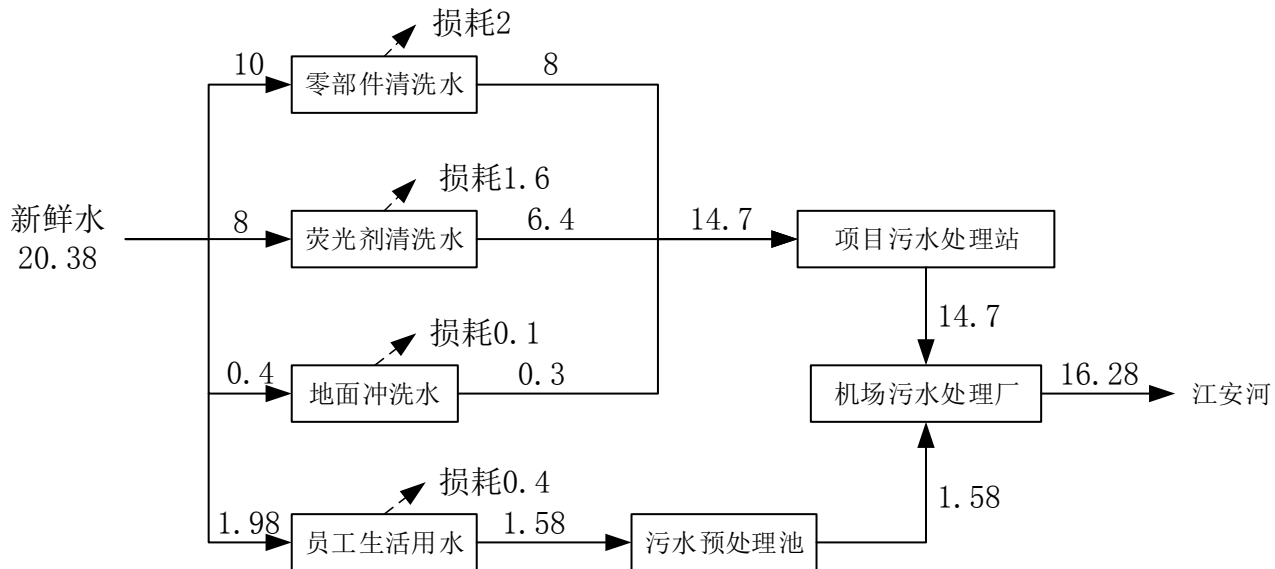 损耗2
10
零部件清洗水
8
损耗1.6
新鲜水
20.38
8
荧光剂清洗水
6.4
14.7
项目污水处理站
14.7
损耗0.1
0.4
地面冲洗水
0.3
机场污水处理厂
16.28
江安河
损耗0.4
1.98
员工生活用水
1.58
污水预处理池
1.58